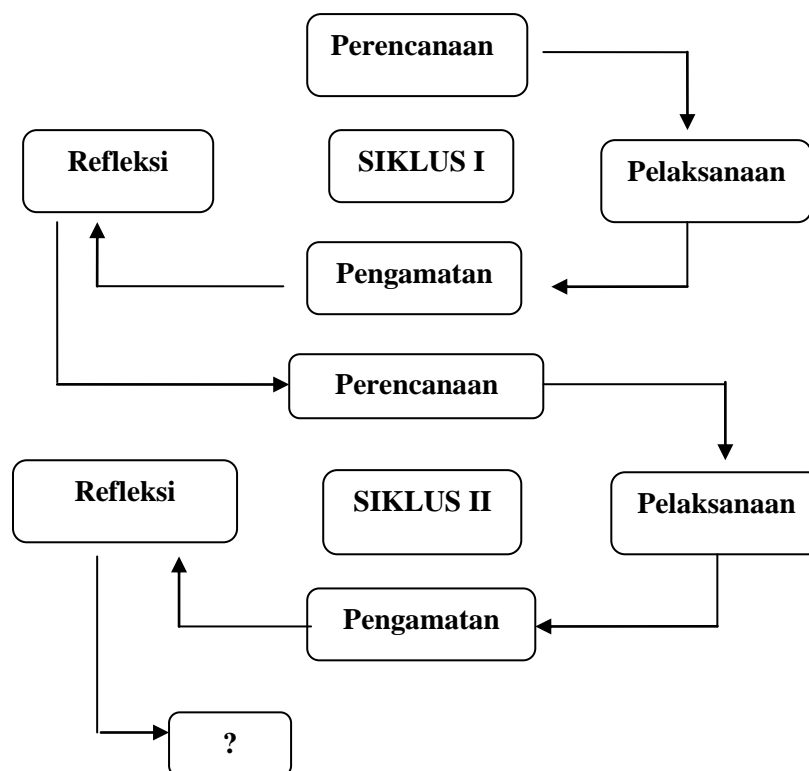 Perencanaan
Refleksi
SIKLUS I
Pelaksanaan
Pengamatan
Perencanaan
Refleksi
SIKLUS II
Pelaksanaan
Pengamatan
?